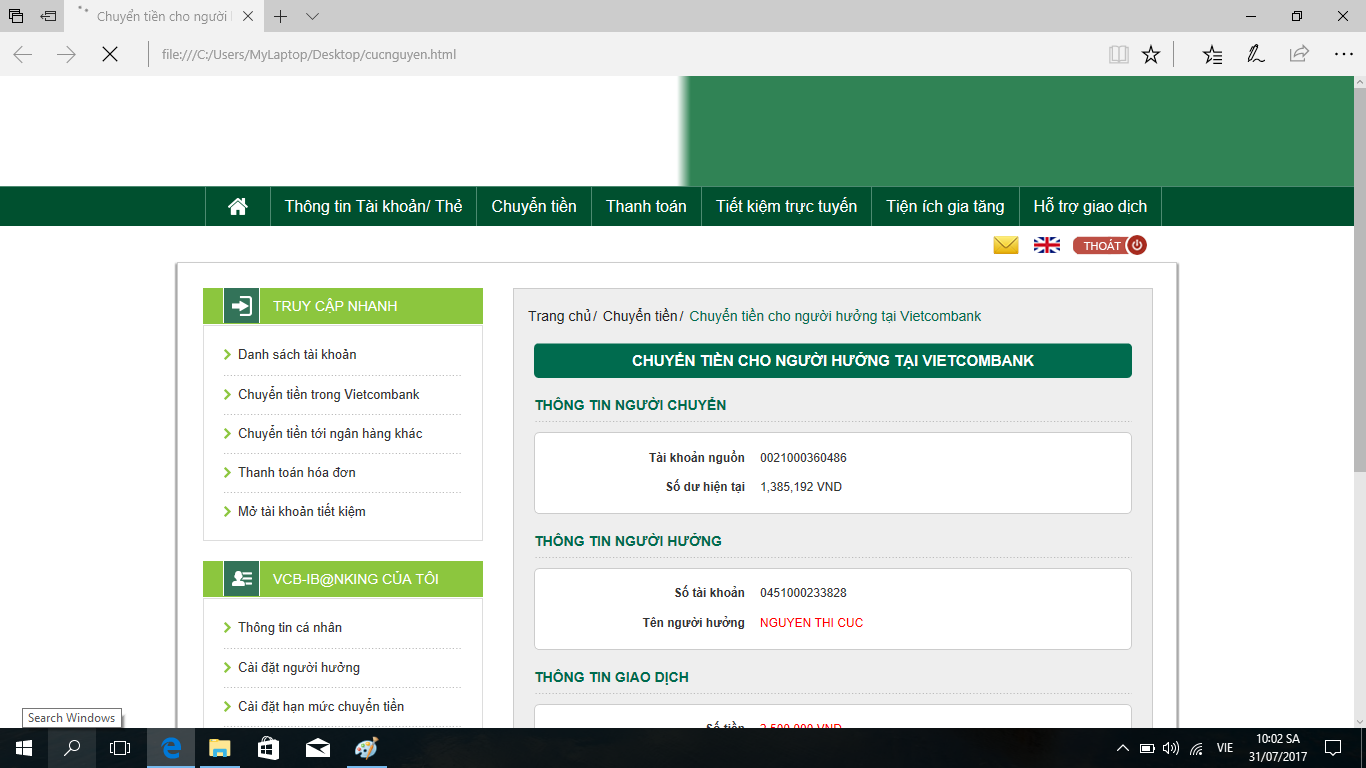 Chuyển tiền cho người
file:///C:/Users/MyLaptop/Desktop/cucnguyen.html
Thông tin Tài khoản/ Thẻ Chuyển tiền Thanh toán Tiết kiệm trực tuyến Tiện ích gia tăng Hỗ trợ giao dịch
THOÁT
TRUY CẬP NHANH
Danh sách tài khoản
Chuyển tiền trong Vietcombank
Chuyển tiền tới ngân hàng khác
Thanh toán hóa đơn
Mở tài khoản tiết kiệm
VCB-IB@NKING CỦA TÔI
Thông tin cá nhân
Cài đặt người hưởng
Cài đặt hạn mức chuyển tiền
Trang chủ/ Chuyển tiền/ Chuyển tiền cho người hưởng tại Vietcombank
CHUYỂN TIỀN CHO NGƯỜI HƯỞNG TẠI VIETCOMBANK
THÔNG TIN NGƯỜI CHUYỂN
Tài khoản nguồn 0021000360486
Số dư hiện tại 1,385,192 VND
THÔNG TIN NGƯỜI HƯỞNG
Số tài khoản 0451000233828
Tên người hưởng NGUYEN THI CUC
THÔNG TIN GIAO DỊCH
Số tiền
Search Windows
VIE
10:02 SA
31/07/2017